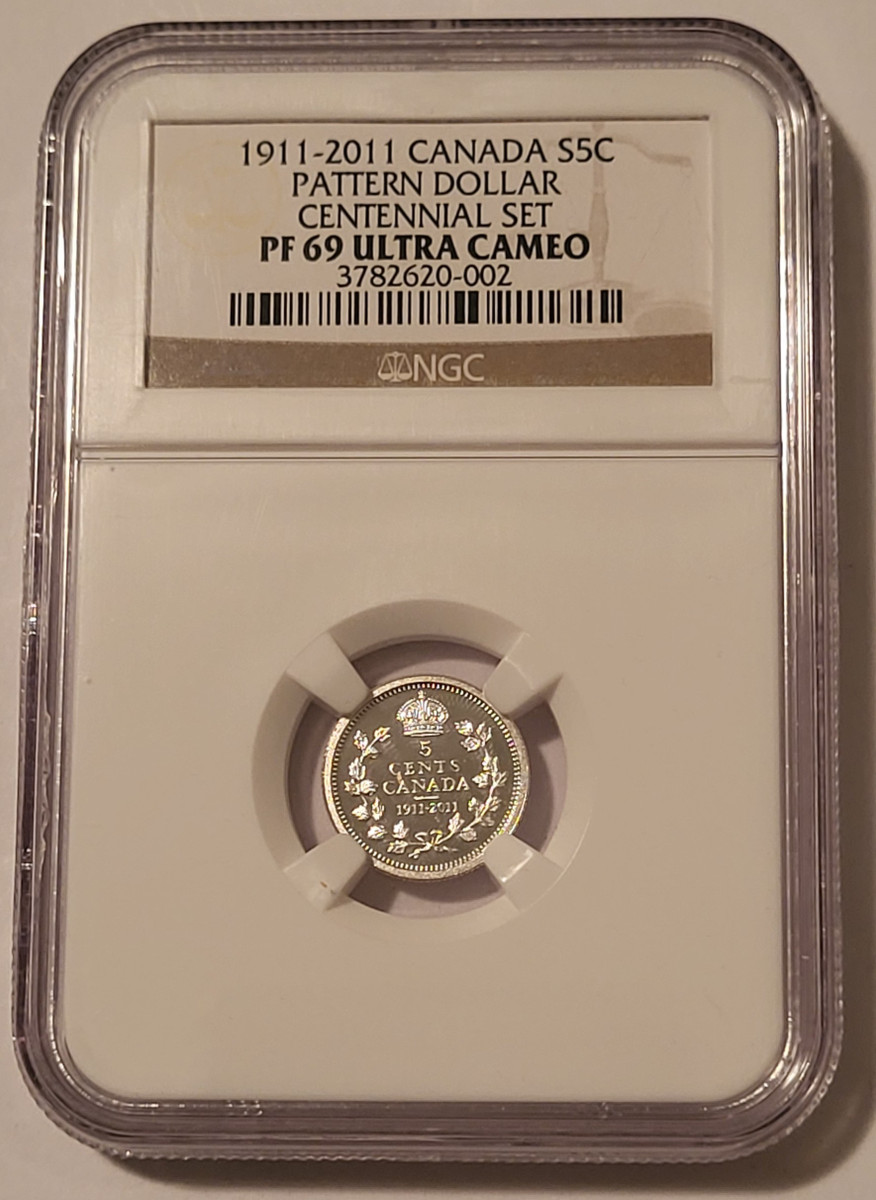 1911-2011 CANADA S5C
PATTERN DOLLAR
CENTENNIAL SET
PF 69 ULTRA CAMEO
3782620-002
NGC
5
CENTS
CANADA
1911-2011